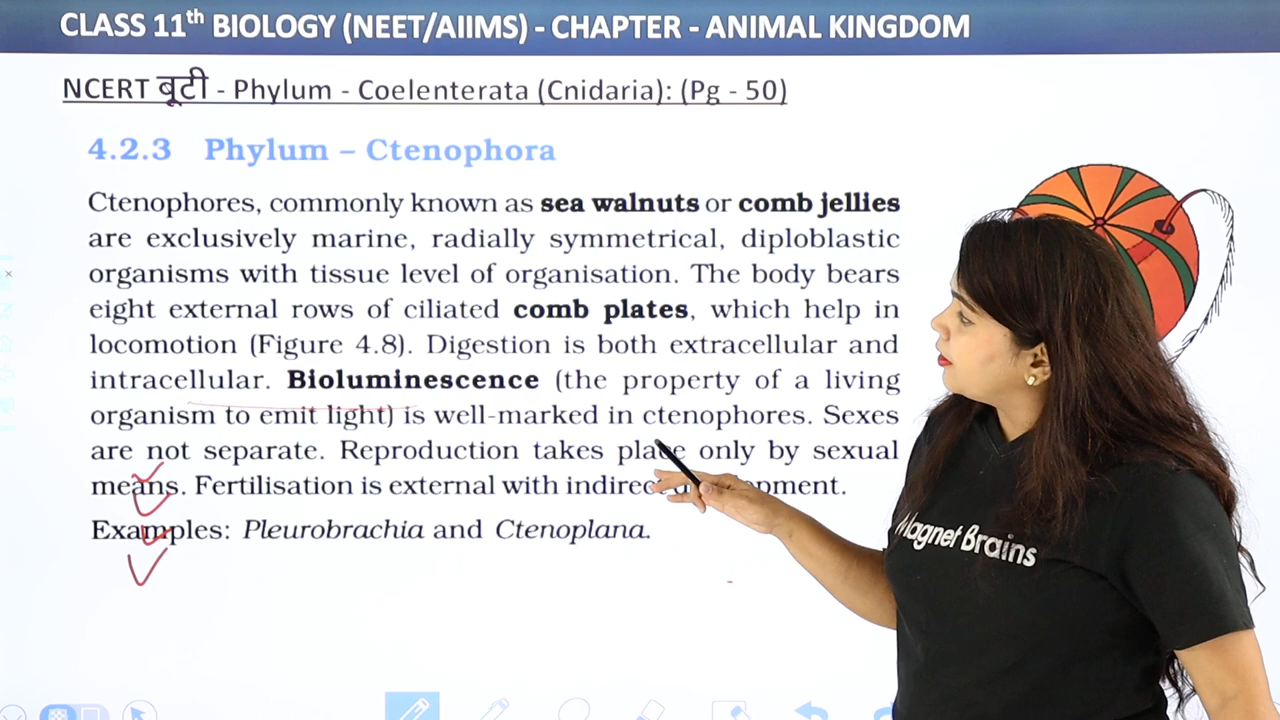 CLASS 11th BIOLOGY (NEET/AIIMS) - CHAPTER - ANIMAL KINGDOM
NCERT बूटी - Phylum - Coelenterata (Cnidaria): (Pg - 50)
4.2.3 Phylum – Ctenophora
Ctenophores, commonly known as sea walnuts or comb jellies
are exclusively marine, radially symmetrical, diploblastic
organisms with tissue level of organisation. The body bears
eight external rows of ciliated comb plates, which help in
locomotion (Figure 4.8). Digestion is both extracellular and
intracellular. Bioluminescence (the property of a living
organism to emit light) is well-marked in ctenophores. Sexes
are not separate. Reproduction takes place only by sexual
means. Fertilisation is external with indirect development.
Examples: Pleurobrachia and Ctenoplana.
Magnet Brains